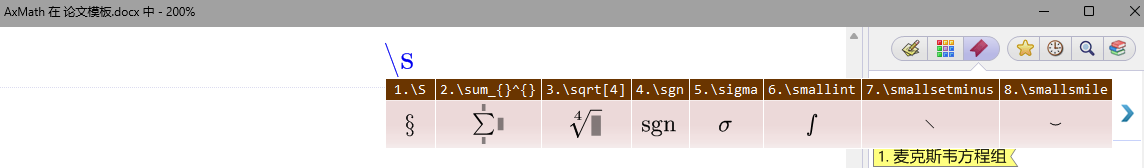 AxMath 在 论文模板.docx 中 - 200%
\s
1.\S 2.\sum_{}^{} 3.\sqrt[4] 4.\sgn 5.\sigma 6.\smallint 7.\smallsetminus 8.\smallsmile
§ ∑ ∜ sgn σ ∫ ∖ ⌣
1. 麦克斯韦方程组